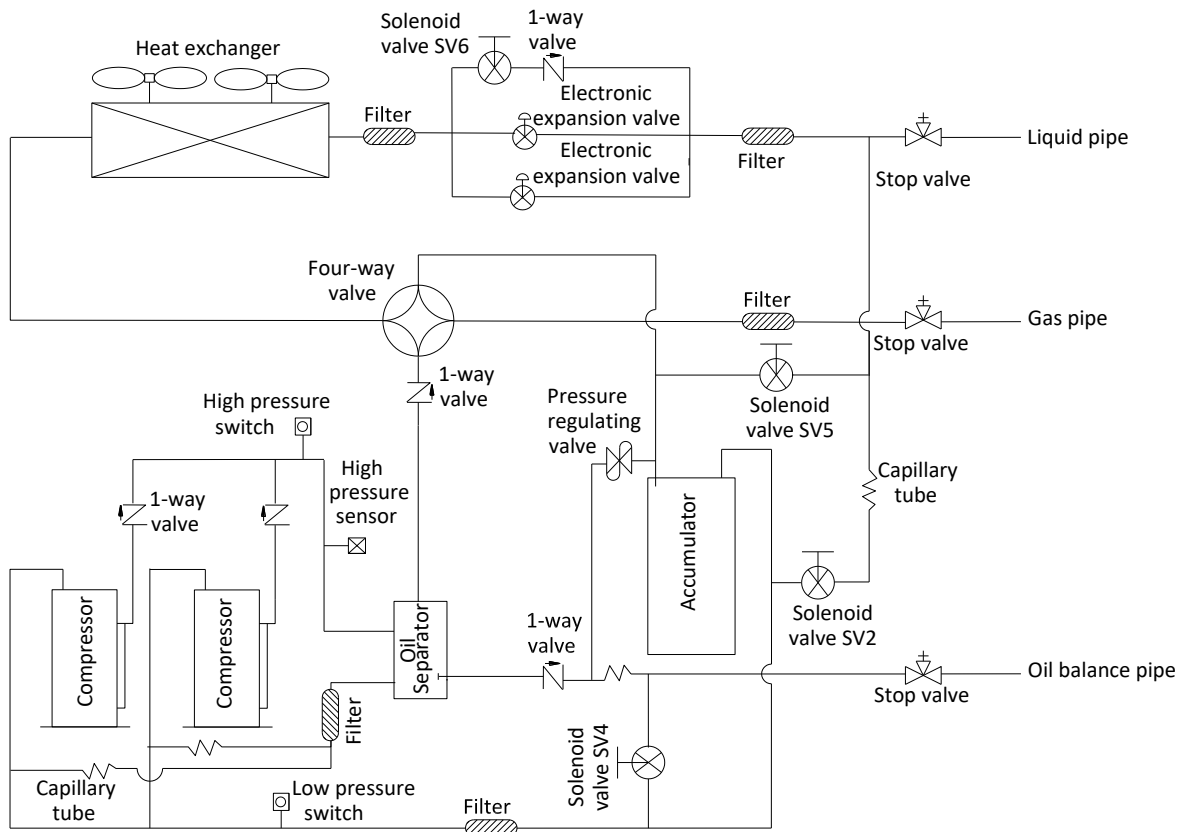 Solenoid
valve SV6
1-way
valve
Heat exchanger
Filter
Electronic
expansion valve
Electronic
expansion valve
Filter
Liquid pipe
Stop valve
Four-way
valve
Filter
Gas pipe
Stop valve
1-way
valve
High pressure
switch
Pressure
regulating
valve
Solenoid
valve SV5
High
pressure
sensor
1-way
valve
Capillary
tube
Accumulator
Compressor
Compressor
Oil
Separator
1-way
valve
Solenoid
valve SV2
Oil balance pipe
Stop valve
Filter
Solenoid
valve SV4
Capillary
tube
Low pressure
switch
Filter